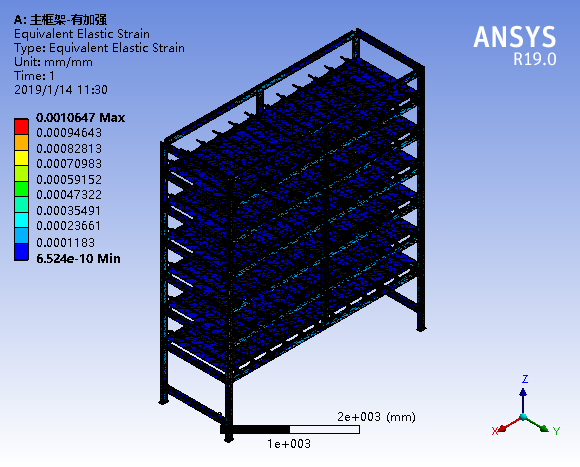 A: 主框架-有加强
Equivalent Elastic Strain
Type: Equivalent Elastic Strain
Unit: mm/mm
Time: 1
2019/1/14 11:30
ANSYS
R19.0
0.0010647 Max
0.00094643
0.00082813
0.00070983
0.00059152
0.00047322
0.00035491
0.00023661
0.0001183
6.524e-10 Min
2e+003 (mm)
1e+003
Z
X
Y